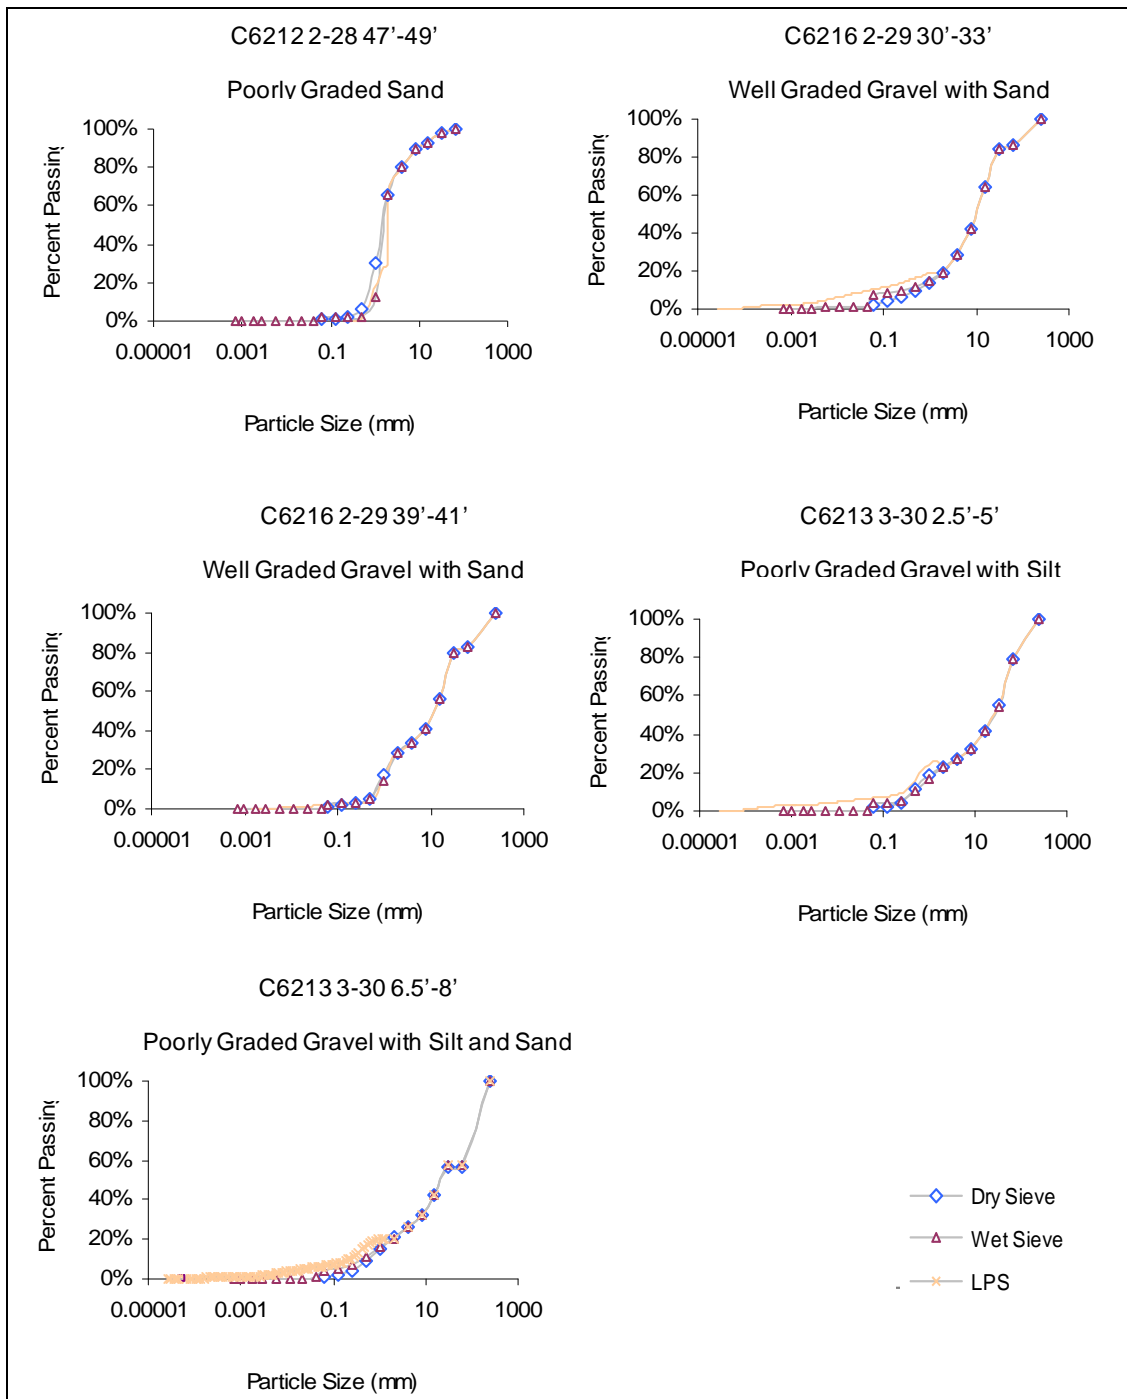 C6212 2-28 47’-49’
Poorly Graded Sand
Percent Passing
100%
80%
60%
40%
20%
0%
0.00001 0.001 0.1 10 1000
Particle Size (mm)
C6216 2-29 30’-33’
Well Graded Gravel with Sand
Percent Passing
100%
80%
60%
40%
20%
0%
0.00001 0.001 0.1 10 1000
Particle Size (mm)
C6216 2-29 39’-41’
Well Graded Gravel with Sand
Percent Passing
100%
80%
60%
40%
20%
0%
0.00001 0.001 0.1 10 1000
Particle Size (mm)
C6213 3-30 2.5’-5’
Poorly Graded Gravel with Silt
Percent Passing
100%
80%
60%
40%
20%
0%
0.00001 0.001 0.1 10 1000
Particle Size (mm)
C6213 3-30 6.5’-8’
Poorly Graded Gravel with Silt and Sand
Percent Passing
100%
80%
60%
40%
20%
0%
0.00001 0.001 0.1 10 1000
Particle Size (mm)
Dry Sieve
Wet Sieve
LPS